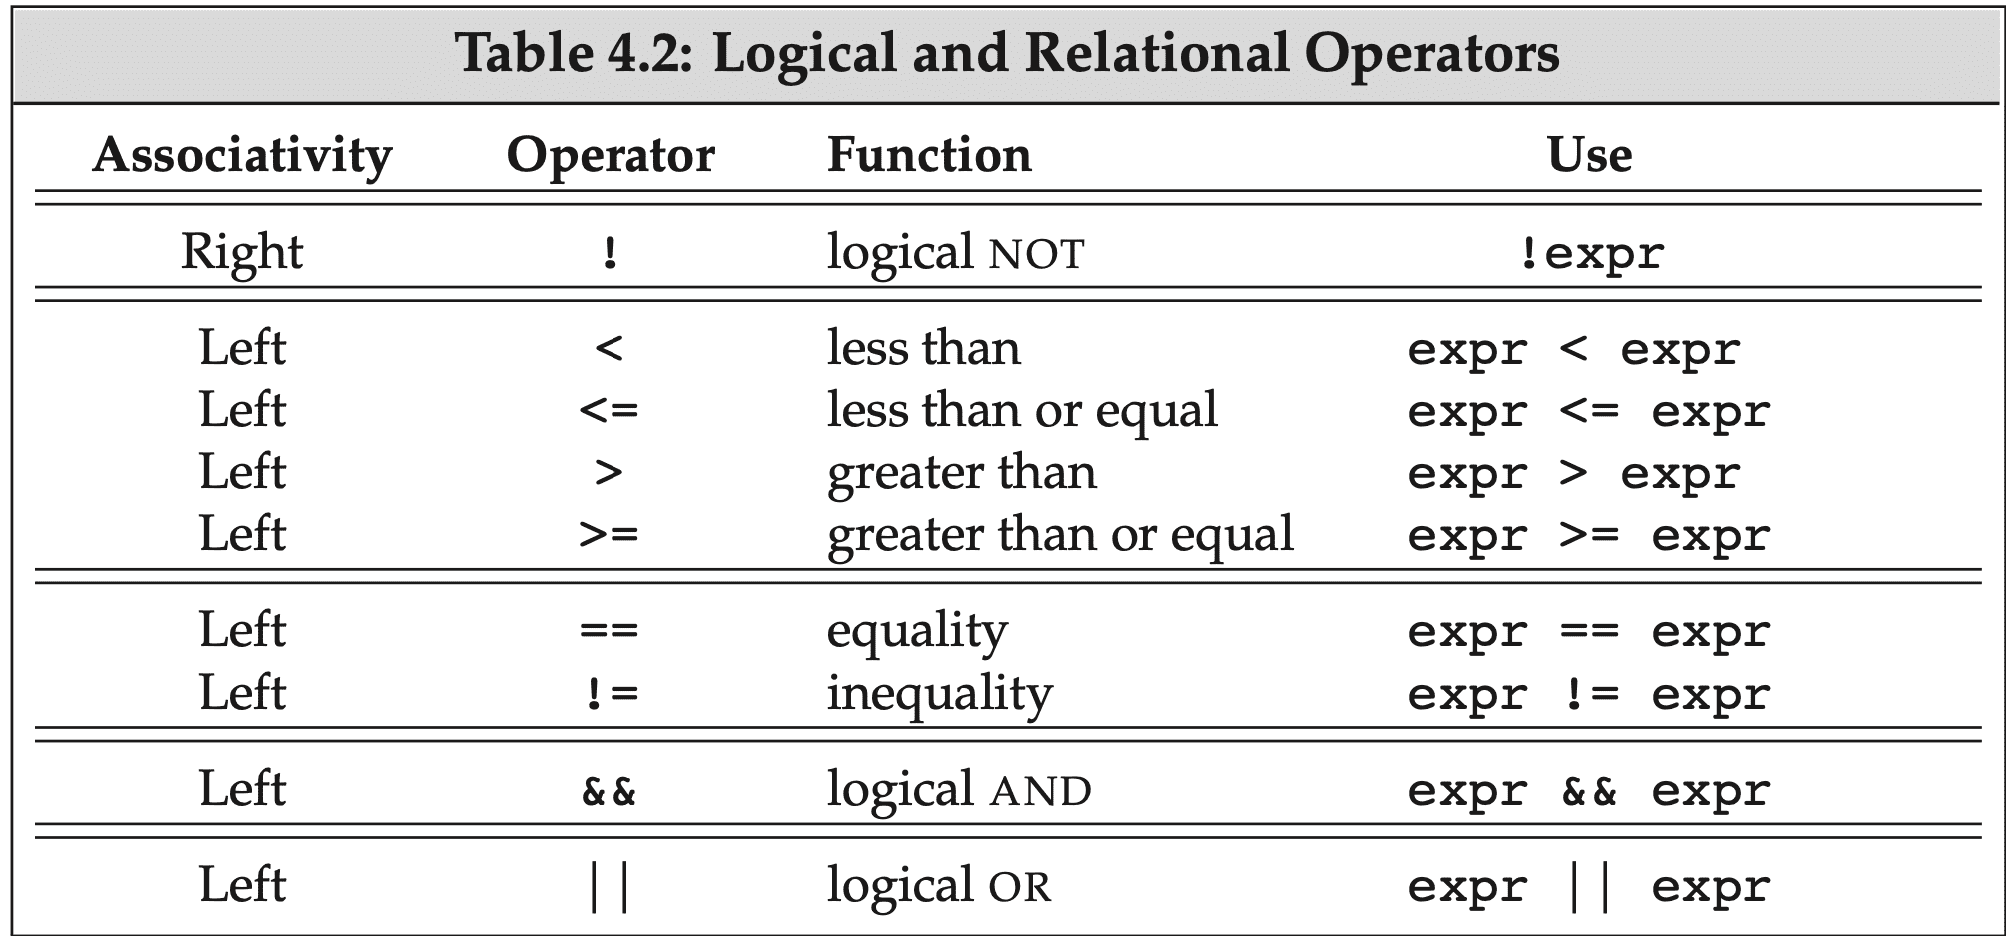 Table 4.2: Logical and Relational Operators
Associativity Operator Function Use
Right ! logical NOT !expr
Left < less than expr < expr
Left <= less than or equal expr <= expr
Left > greater than expr > expr
Left >= greater than or equal expr >= expr
Left == equality expr == expr
Left != inequality expr != expr
Left && logical AND expr && expr
Left || logical OR expr || expr